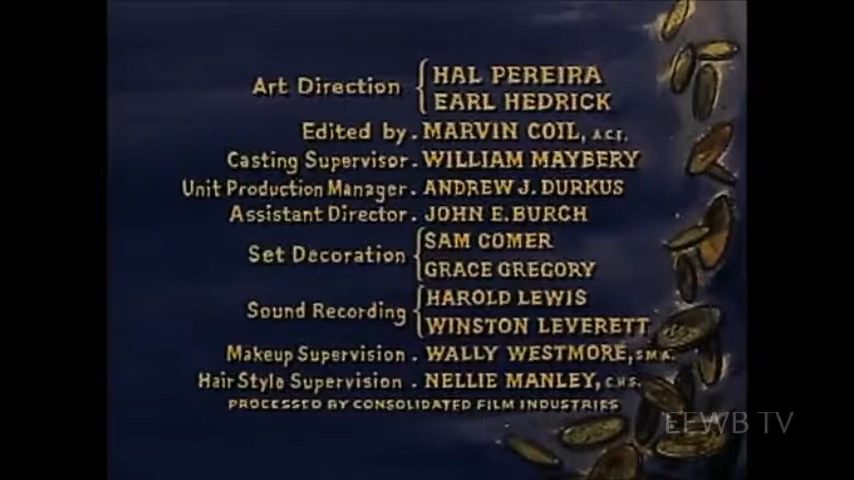 Art Direction { HAL PEREIRA
EARL HEDRICK
Edited by. MARVIN COIL, A.C.E.
Casting Supervisor. WILLIAM MAYBERY
Unit Production Manager. ANDREW J. DURKUS
Assistant Director. JOHN E. BURCH
Set Decoration { SAM COMER
GRACE GREGORY
Sound Recording { HAROLD LEWIS
WINSTON LEVERETT
Makeup Supervision . WALLY WESTMORE, S.M.A.
Hair Style Supervision . NELLIE MANLEY, C.H.S.
PROCESSED BY CONSOLIDATED FILM INDUSTRIES
EFWB TV